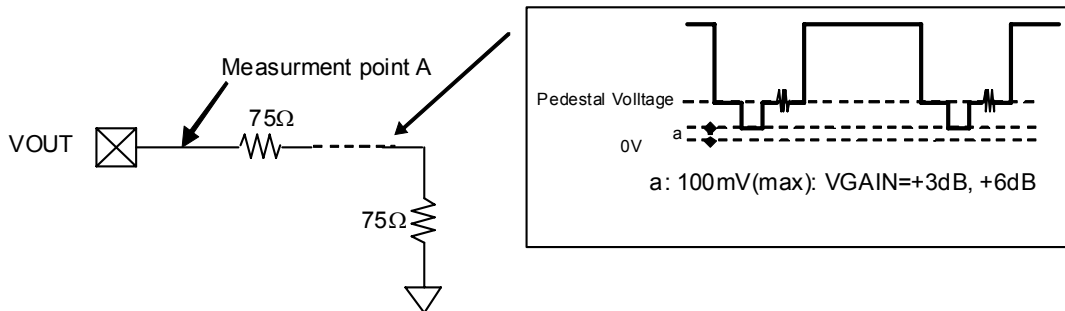 Measurment point A
75Ω
VOUT
75Ω
Pedestal Volltage
a
0V
a: 100mV(max): VGAIN=+3dB, +6dB